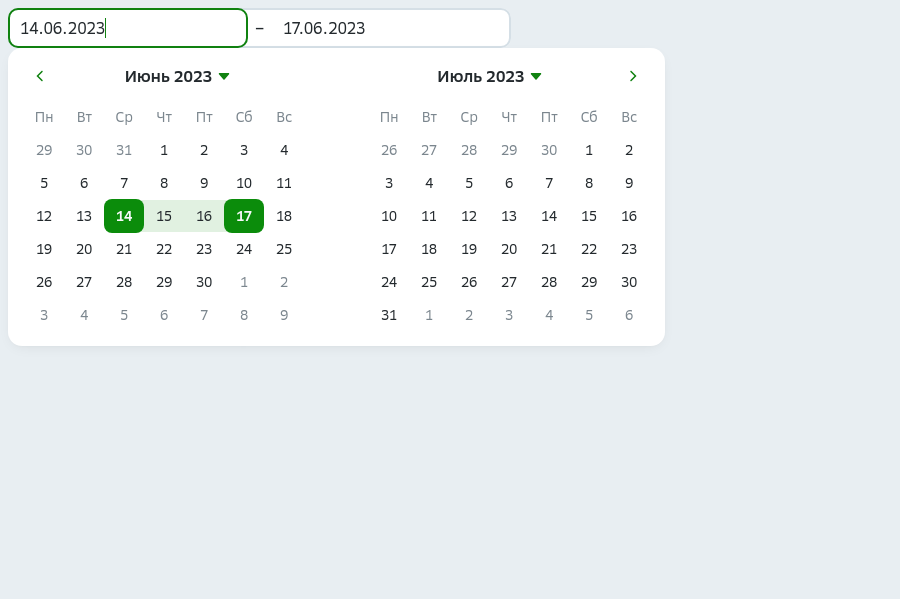 14.06.2023 – 17.06.2023
Июнь 2023
Пн Вт Ср Чт Пт Сб Вс
29 30 31 1 2 3 4
5 6 7 8 9 10 11
12 13 14 15 16 17 18
19 20 21 22 23 24 25
26 27 28 29 30 1 2
3 4 5 6 7 8 9
Июль 2023
Пн Вт Ср Чт Пт Сб Вс
26 27 28 29 30 1 2
3 4 5 6 7 8 9
10 11 12 13 14 15 16
17 18 19 20 21 22 23
24 25 26 27 28 29 30
31 1 2 3 4 5 6